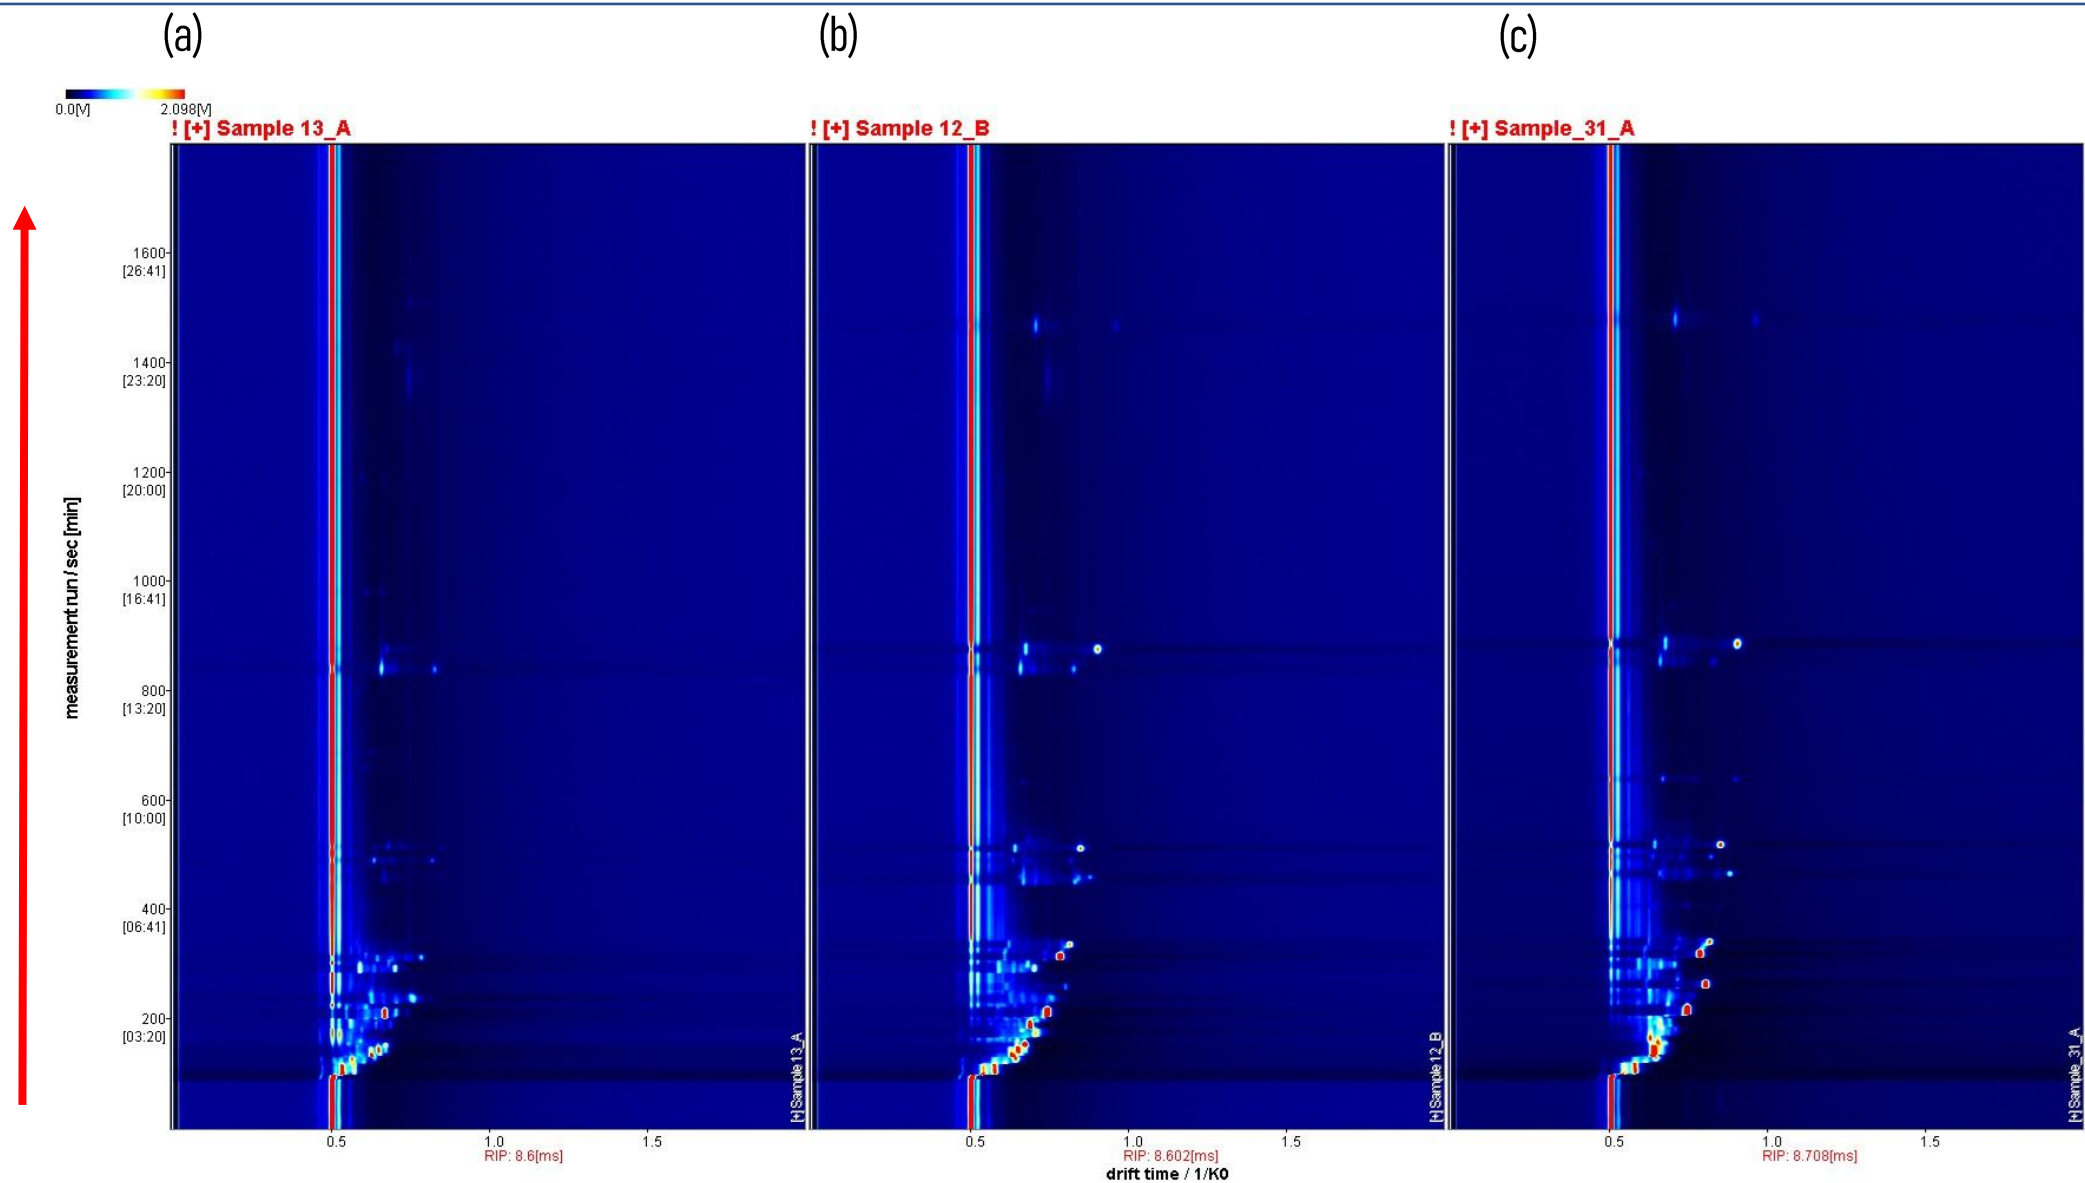 (a)
(b)
(c)
0.0[V]
2.098[V]
! [+] Sample 13_A
! [+] Sample 12_B
! [+] Sample_31_A
measurement run / sec [min]
1600
[26:41]
1400
[23:20]
1200
[20:00]
1000
[16:41]
800
[13:20]
600
[10:00]
400
[06:41]
200
[03:20]
[+] Sample 13_A
[+] Sample 12_B
[+] Sample_31_A
0.5
1.0
1.5
0.5
1.0
1.5
0.5
1.0
1.5
RIP: 8.6[ms]
RIP: 8.602[ms]
RIP: 8.708[ms]
drift time / 1/K0